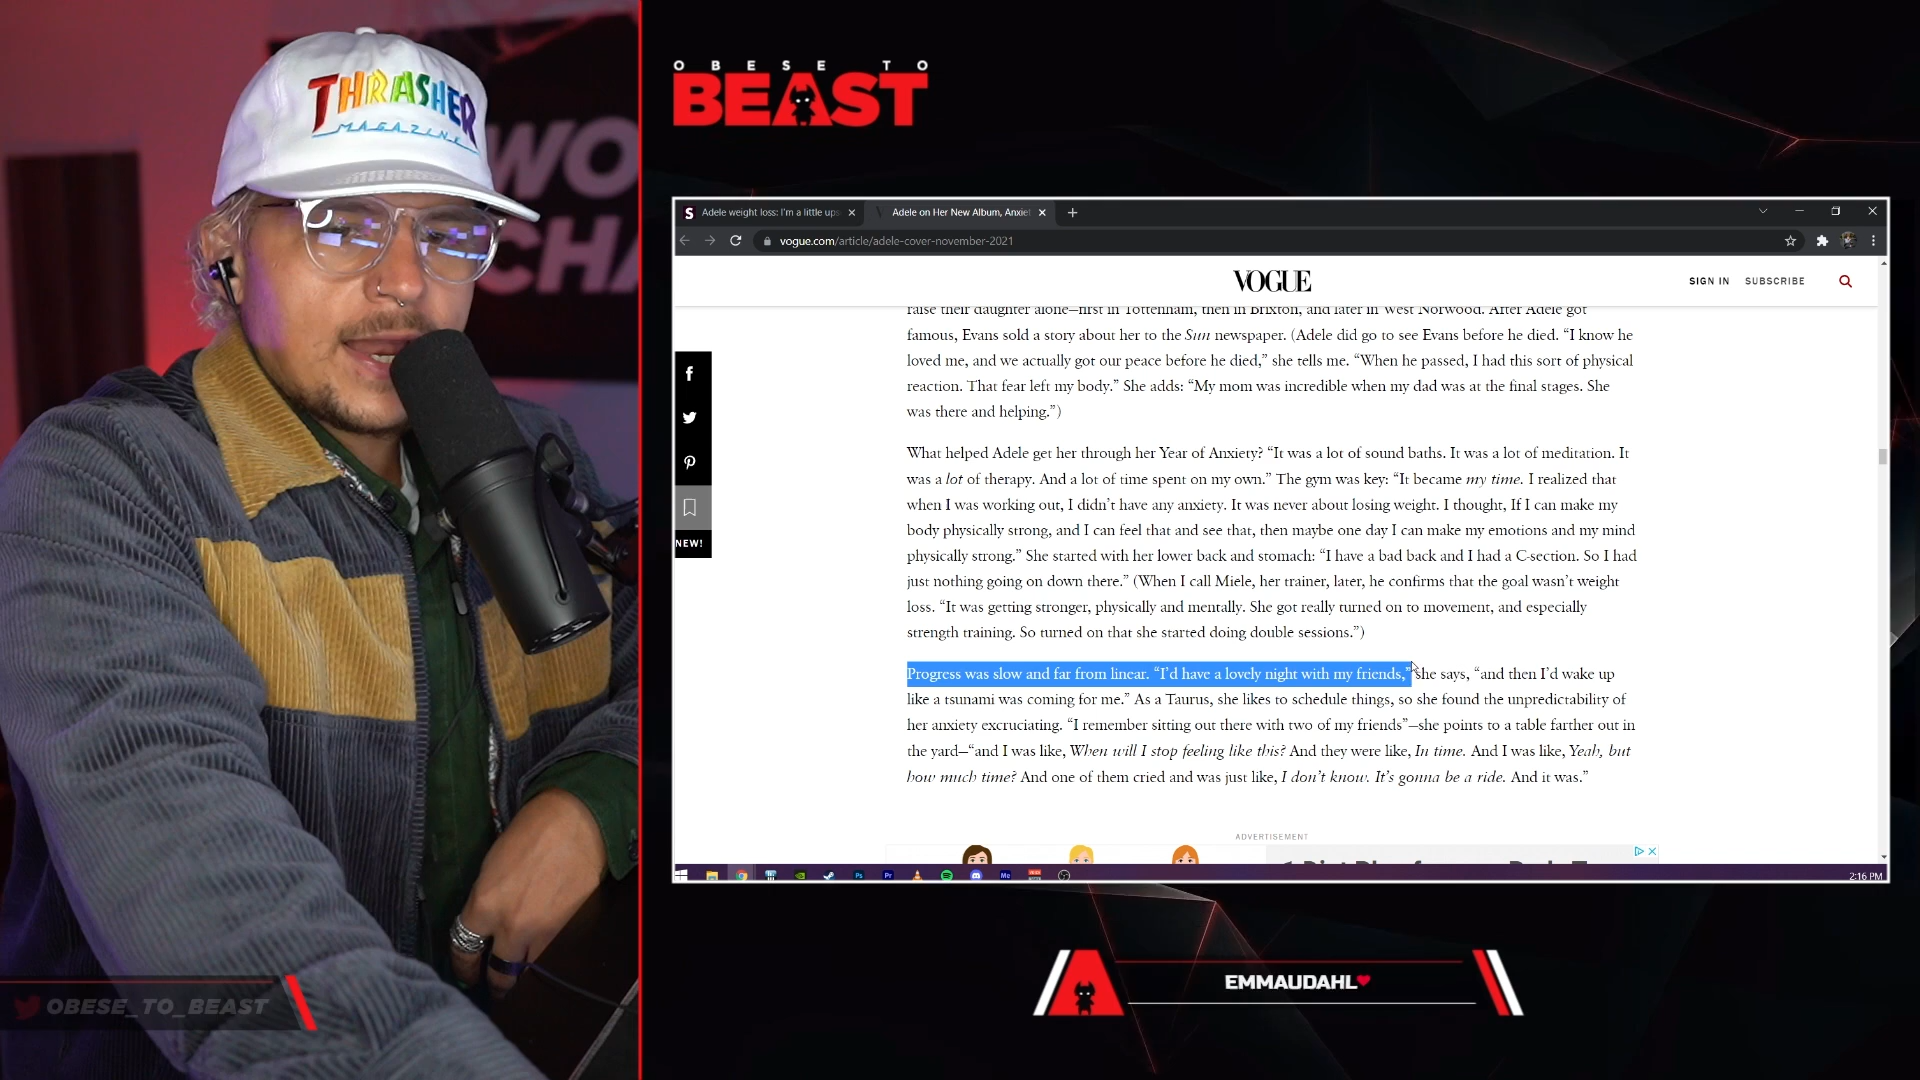 THRASHER
MAGAZINE
WO
CHA
OBESE_TO_BEAST
OBESE TO
BEAST
Adele weight loss: I'm a little ups
Adele on Her New Album, Anxiet
vogue.com/article/adele-cover-november-2021
VOGUE
SIGN IN SUBSCRIBE
raise their daughter alone—first in Tottenham, then in Brixton, and later in West Norwood. After Adele got
famous, Evans sold a story about her to the Sun newspaper. (Adele did go to see Evans before he died. “I know he
loved me, and we actually got our peace before he died,” she tells me. “When he passed, I had this sort of physical
reaction. That fear left my body.” She adds: “My mom was incredible when my dad was at the final stages. She
was there and helping.”)
What helped Adele get her through her Year of Anxiety? “It was a lot of sound baths. It was a lot of meditation. It
was a lot of therapy. And a lot of time spent on my own.” The gym was key: “It became my time. I realized that
when I was working out, I didn’t have any anxiety. It was never about losing weight. I thought, If I can make my
body physically strong, and I can feel that and see that, then maybe one day I can make my emotions and my mind
physically strong.” She started with her lower back and stomach: “I have a bad back and I had a C-section. So I had
just nothing going on down there.” (When I call Miele, her trainer, later, he confirms that the goal wasn’t weight
loss. “It was getting stronger, physically and mentally. She got really turned on to movement, and especially
strength training. So turned on that she started doing double sessions.”)
Progress was slow and far from linear. “I’d have a lovely night with my friends,” she says, “and then I’d wake up
like a tsunami was coming for me.” As a Taurus, she likes to schedule things, so she found the unpredictability of
her anxiety excruciating. “I remember sitting out there with two of my friends”—she points to a table farther out in
the yard—“and I was like, When will I stop feeling like this? And they were like, In time. And I was like, Yeah, but
how much time? And one of them cried and was just like, I don’t know. It’s gonna be a ride. And it was.”
NEW!
ADVERTISEMENT
2:16 PM
EMMAUDAHL